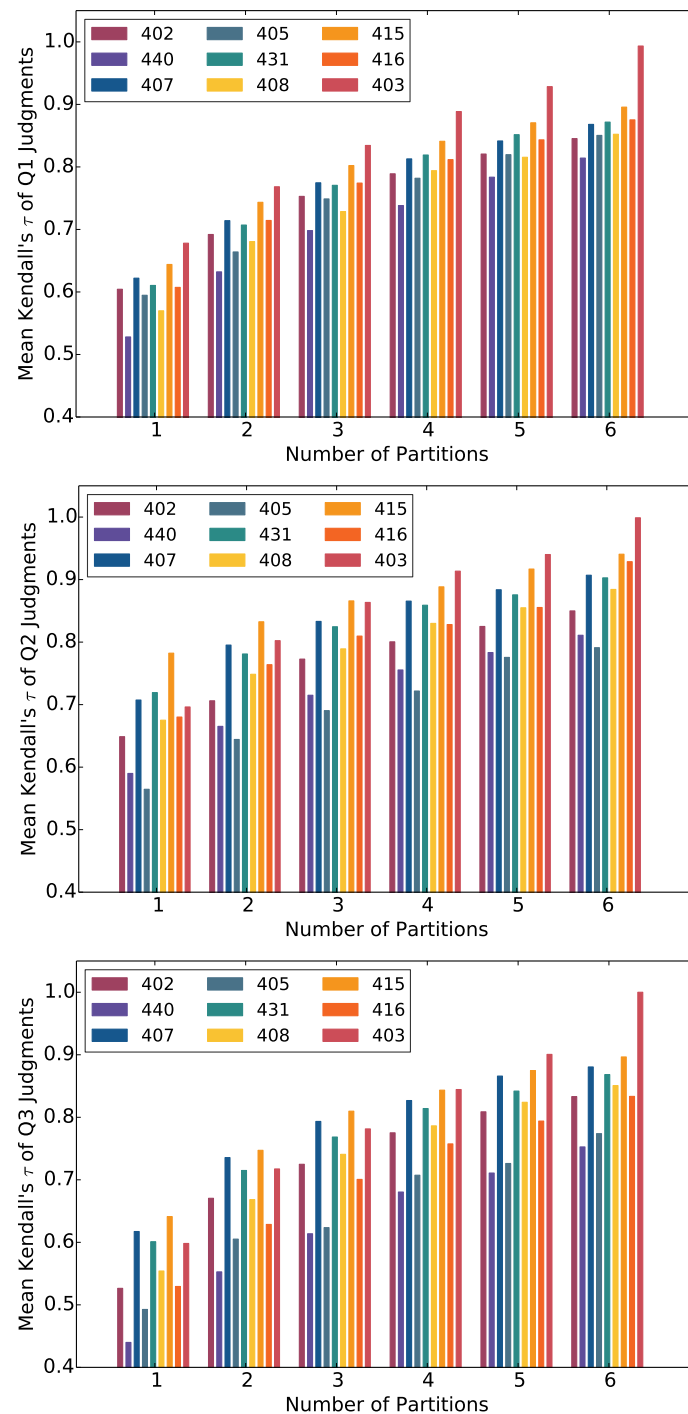 Mean Kendall's τ of Q1 Judgments
1.0
0.9
0.8
0.7
0.6
0.5
0.4
402 405 415
440 431 416
407 408 403
1 2 3 4 5 6
Number of Partitions
Mean Kendall's τ of Q2 Judgments
1.0
0.9
0.8
0.7
0.6
0.5
0.4
402 405 415
440 431 416
407 408 403
1 2 3 4 5 6
Number of Partitions
Mean Kendall's τ of Q3 Judgments
1.0
0.9
0.8
0.7
0.6
0.5
0.4
402 405 415
440 431 416
407 408 403
1 2 3 4 5 6
Number of Partitions